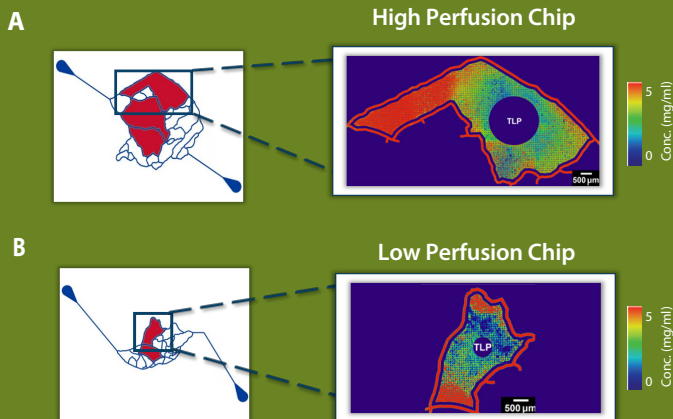 A
High Perfusion Chip
TLP
500 µm
5
0
Conc. (mg/ml)
B
Low Perfusion Chip
TLP
500 µm
5
0
Conc. (mg/ml)